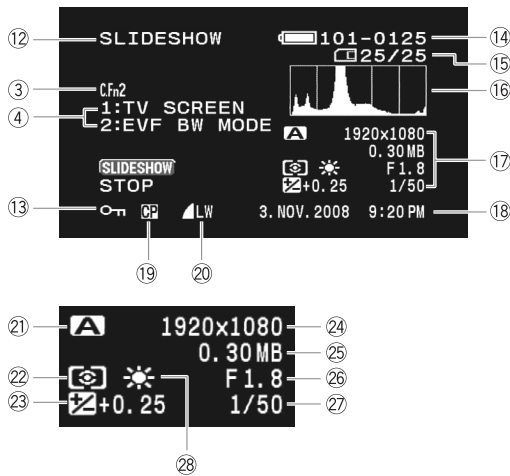 ⑫ SLIDESHOW 101-0125 ⑭
25/25 ⑮
③ C.Fn2 ⑯
④ 1:TV SCREEN
2:EVF BW MODE
A 1920x1080 ⑰
0.30MB
SLIDESHOW F1.8
STOP +0.25 1/50
⑬ CP LW 3.NOV.2008 9:20PM ⑱
⑲ ⑳
㉑ A 1920x1080 ㉔
0.30MB ㉕
㉒ F1.8 ㉖
㉓ +0.25 1/50 ㉗
㉘